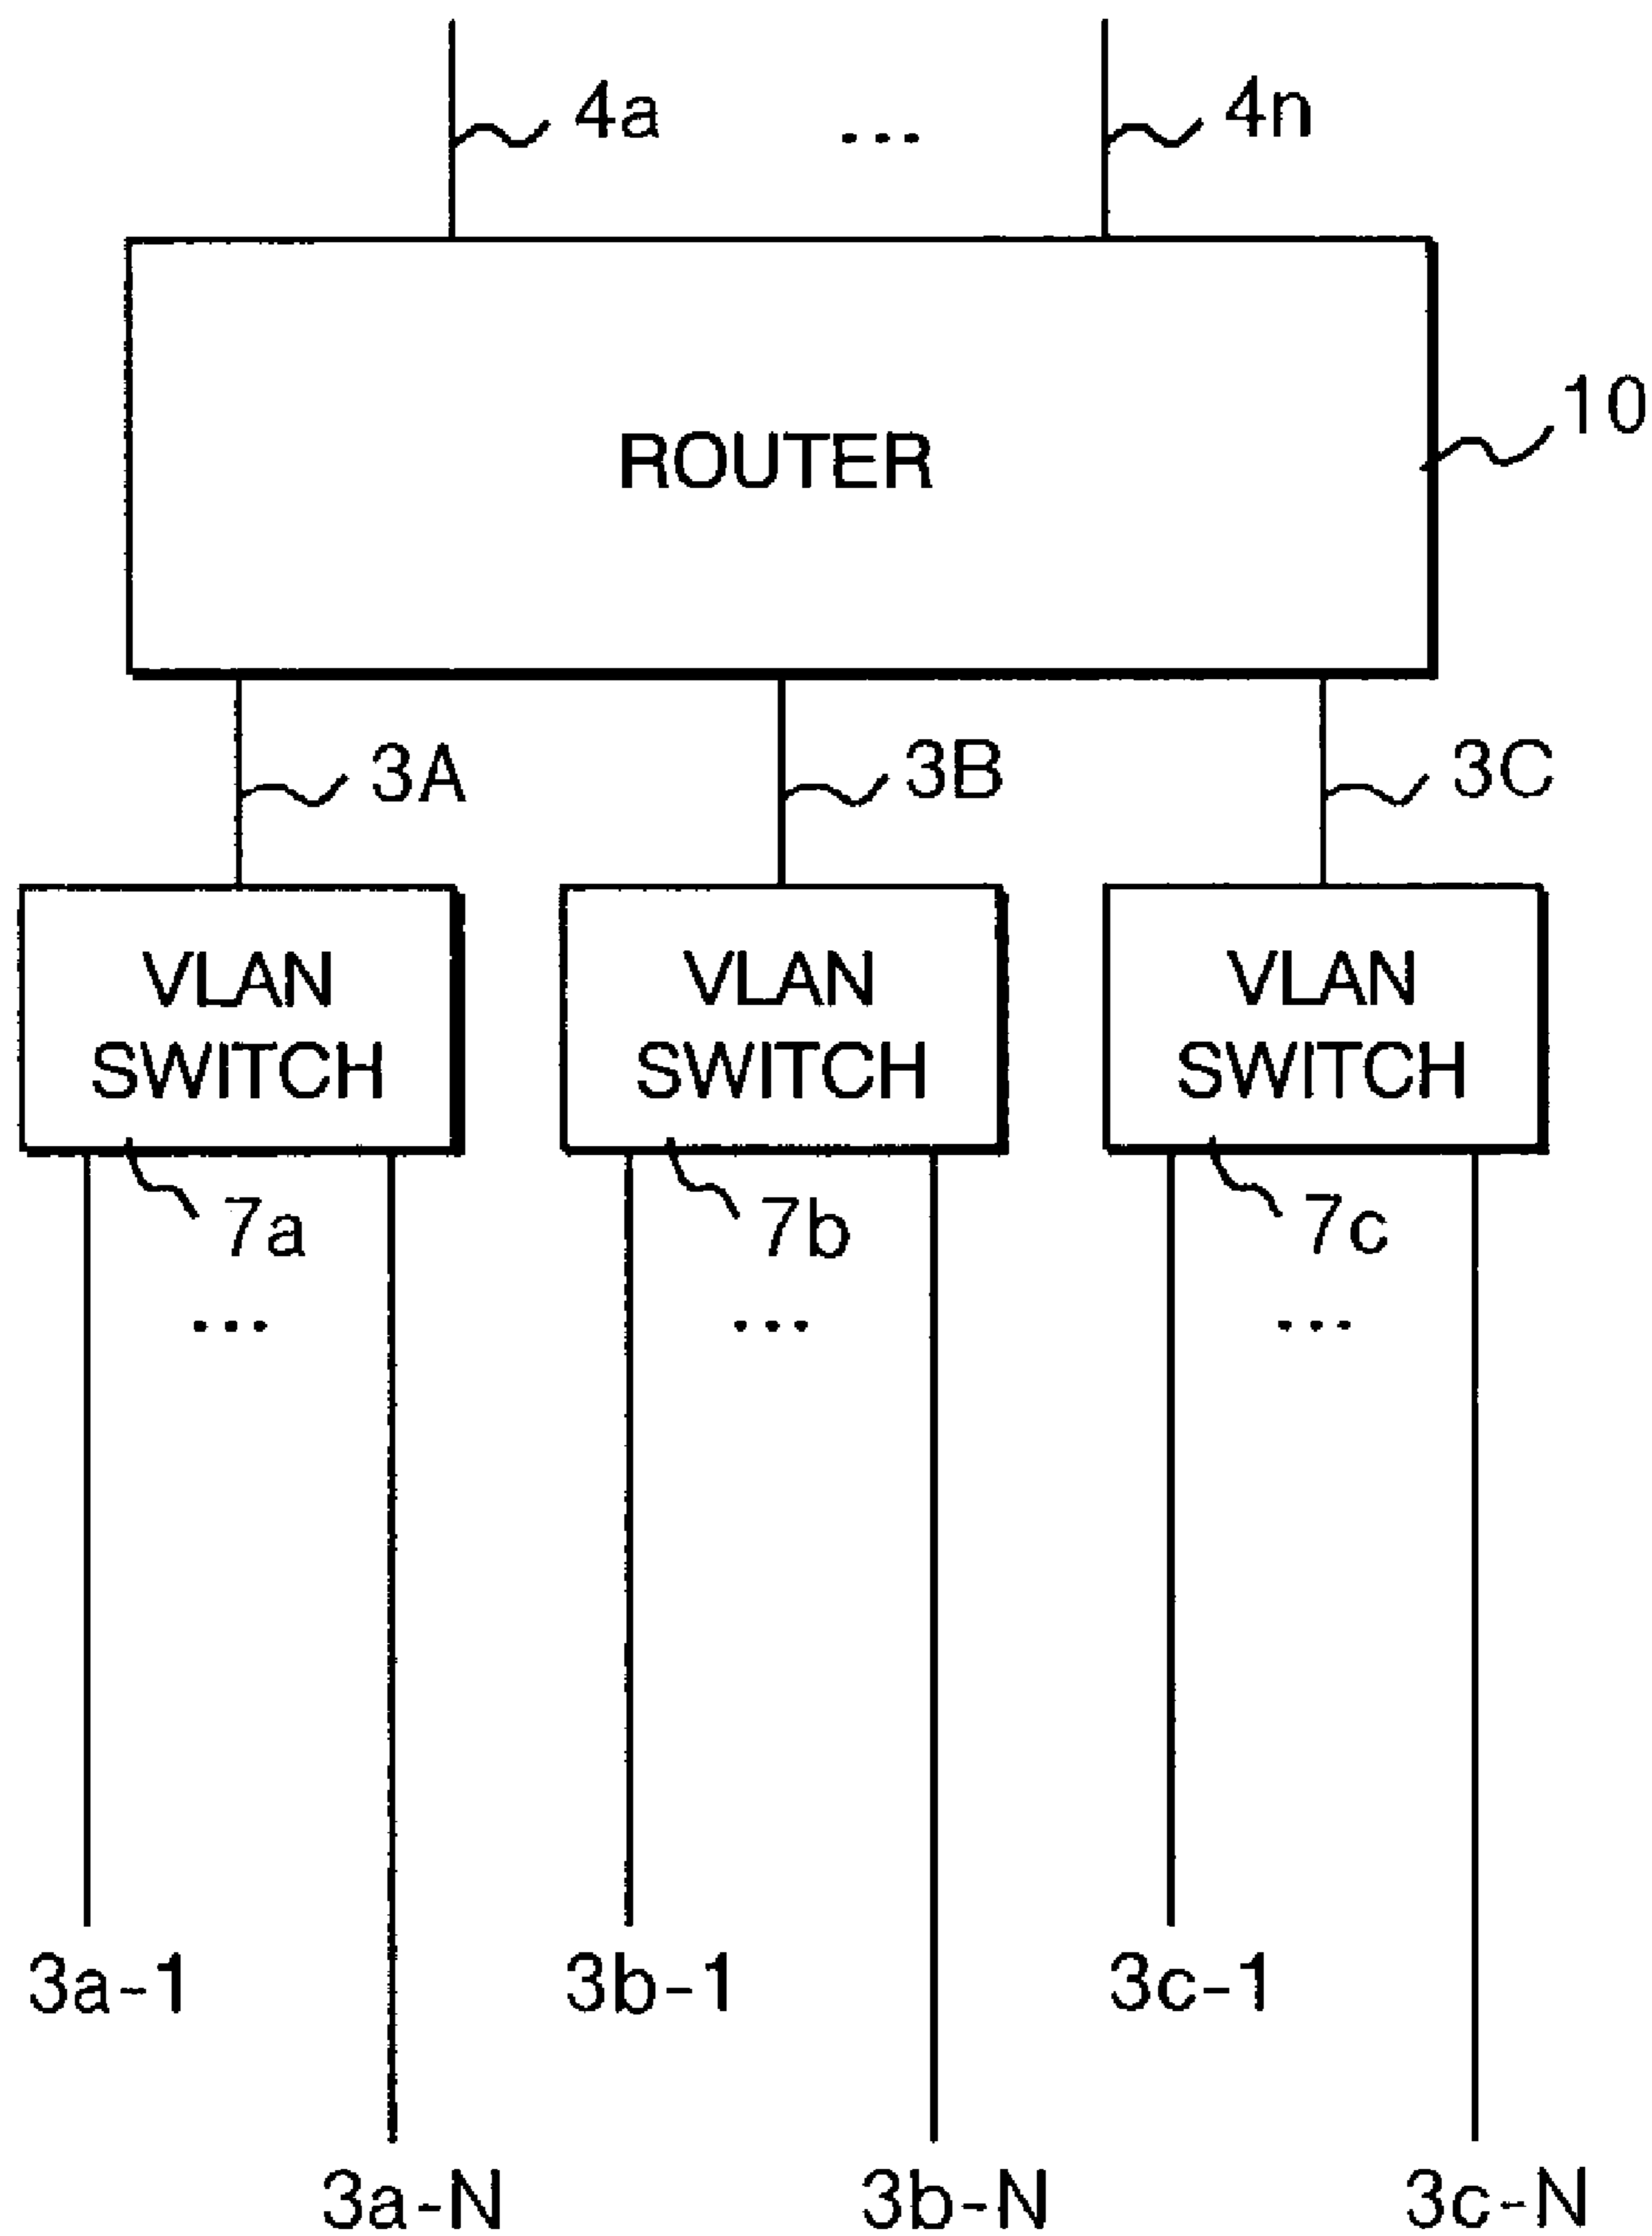 4a ... 4n
ROUTER
10
3A 3B 3C
VLAN SWITCH
VLAN SWITCH
VLAN SWITCH
7a 7b 7c
... ... ...
3a-1 3b-1 3c-1
3a-N 3b-N 3c-N